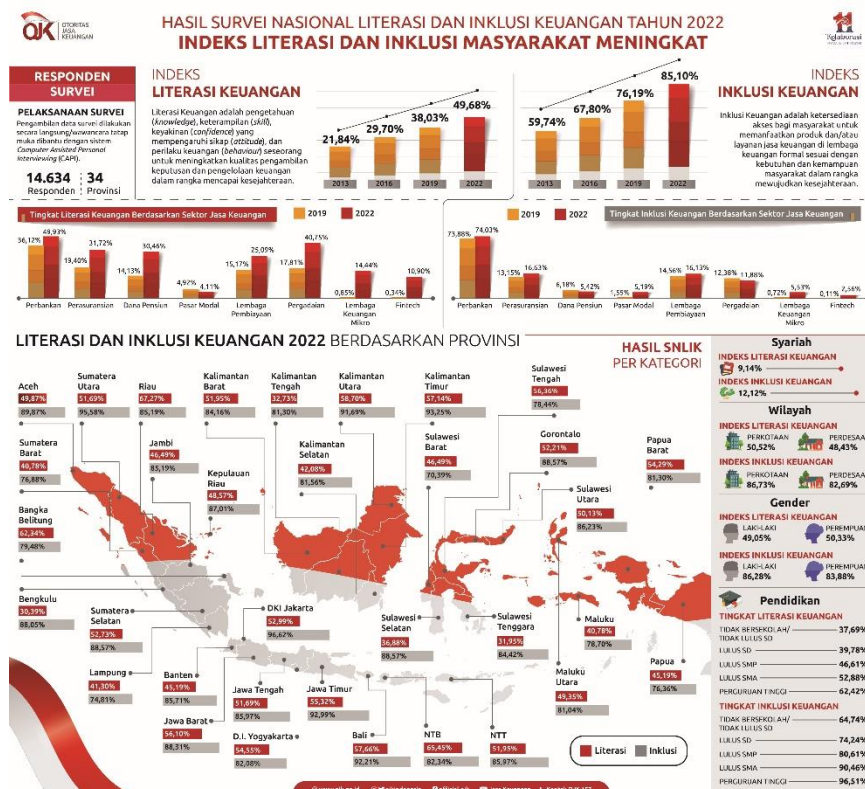 OJK OTORITAS
JASA
KEUANGAN
HASIL SURVEI NASIONAL LITERASI DAN INKLUSI KEUANGAN TAHUN 2022
INDEKS LITERASI DAN INKLUSI MASYARAKAT MENINGKAT
11
RESPONDEN
SURVEI
PELAKSANAAN SURVEI
Pengambilan data survei dilakukan
secara langsung/wawancara tatap
muka dibantu dengan sistem
Computer Assisted Personal
Interviewing (CAPI).
14.634
Responden
34
Provinsi
INDEKS
LITERASI KEUANGAN
Literasi Keuangan adalah pengetahuan
(knowledge), keterampilan (skill),
keyakinan (confidence) yang
mempengaruhi sikap (attitude), dan
perilaku keuangan (behaviour) seseorang
untuk meningkatkan kualitas pengambilan
keputusan dan pengelolaan keuangan
dalam rangka mencapai kesejahteraan.
21,84% 29,70% 38,03% 49,68%
2013 2016 2019 2022
59,74% 67,80% 76,19% 85,10%
2013 2016 2019 2022
INDEKS
INKLUSI KEUANGAN
Inklusi Keuangan adalah ketersediaan
akses bagi masyarakat untuk
memanfaatkan produk dan/atau
layanan jasa keuangan di lembaga
keuangan formal sesuai dengan
kebutuhan dan kemampuan
masyarakat dalam rangka
mewujudkan kesejahteraan.
Tingkat Literasi Keuangan Berdasarkan Sektor Jasa Keuangan
2019 2022
36,12% 49,93%
19,40% 31,72%
14,13% 30,46%
4,92% 4,11%
15,17% 25,09%
17,81% 40,75%
0,85% 14,44%
0,34% 10,90%
Perbankan Perasuransian Dana Pensiun Pasar Modal Lembaga Pembiayaan Pergadaian Lembaga Keuangan Mikro Fintech
2019 2022
Tingkat Inklusi Keuangan Berdasarkan Sektor Jasa Keuangan
73,88% 74,03%
13,15% 16,63%
6,18% 5,42%
1,55% 5,19%
14,56% 16,13%
12,38% 11,88%
0,72% 5,53%
0,11% 2,56%
Perbankan Perasuransian Dana Pensiun Pasar Modal Lembaga Pembiayaan Pergadaian Lembaga Keuangan Mikro Fintech
LITERASI DAN INKLUSI KEUANGAN 2022 BERDASARKAN PROVINSI
Aceh
49,87%
89,87%
Sumatera
Utara
51,69%
95,58%
Riau
67,27%
85,19%
Kalimantan
Barat
51,95%
84,16%
Kalimantan
Tengah
32,73%
81,30%
Kalimantan
Utara
58,70%
91,69%
Kalimantan
Timur
57,14%
93,25%
Sulawesi
Tengah
56,36%
78,44%
Sumatera
Barat
40,78%
76,88%
Jambi
46,49%
85,19%
Kepulauan
Riau
48,57%
87,01%
Kalimantan
Selatan
42,08%
81,56%
Sulawesi
Barat
46,49%
70,39%
Gorontalo
52,21%
88,57%
Papua
Barat
54,29%
81,30%
Bangka
Belitung
62,34%
79,48%
Sulawesi
Utara
50,13%
86,23%
Bengkulu
30,39%
88,05%
Sumatera
Selatan
52,73%
88,57%
DKI Jakarta
52,99%
96,62%
Sulawesi
Selatan
36,88%
88,57%
Sulawesi
Tenggara
31,95%
84,42%
Maluku
40,78%
78,70%
Lampung
41,30%
74,81%
Banten
45,19%
85,71%
Jawa Tengah
51,69%
85,97%
Jawa Timur
55,32%
92,99%
Maluku
Utara
49,35%
81,04%
Papua
45,19%
76,36%
Jawa Barat
56,10%
88,31%
D.I. Yogyakarta
54,55%
82,08%
Bali
57,66%
92,21%
NTB
65,45%
82,34%
NTT
51,95%
85,97%
Literasi Inklusi
HASIL SNLIK
PER KATEGORI
Syariah
INDEKS LITERASI KEUANGAN
9,14%
INDEKS INKLUSI KEUANGAN
12,12%
Wilayah
INDEKS LITERASI KEUANGAN
PERKOTAAN
50,52%
PERDESAA
48,43%
INDEKS INKLUSI KEUANGAN
PERKOTAAN
86,73%
PERDESAA
82,69%
Gender
INDEKS LITERASI KEUANGAN
LAKI-LAKI
49,05%
PEREMPUA
50,33%
INDEKS INKLUSI KEUANGAN
LAKI-LAKI
86,28%
PEREMPUA
83,88%
Pendidikan
TINGKAT LITERASI KEUANGAN
TIDAK BERSEKOLAH/
TIDAK LULUS SD 37,69%
LULUS SD 39,78%
LULUS SMP 46,61%
LULUS SMA 52,88%
PERGURUAN TINGGI 62,42%
TINGKAT INKLUSI KEUANGAN
TIDAK BERSEKOLAH/
TIDAK LULUS SD 64,74%
LULUS SD 74,24%
LULUS SMP 80,61%
LULUS SMA 90,46%
PERGURUAN TINGGI 96,51%